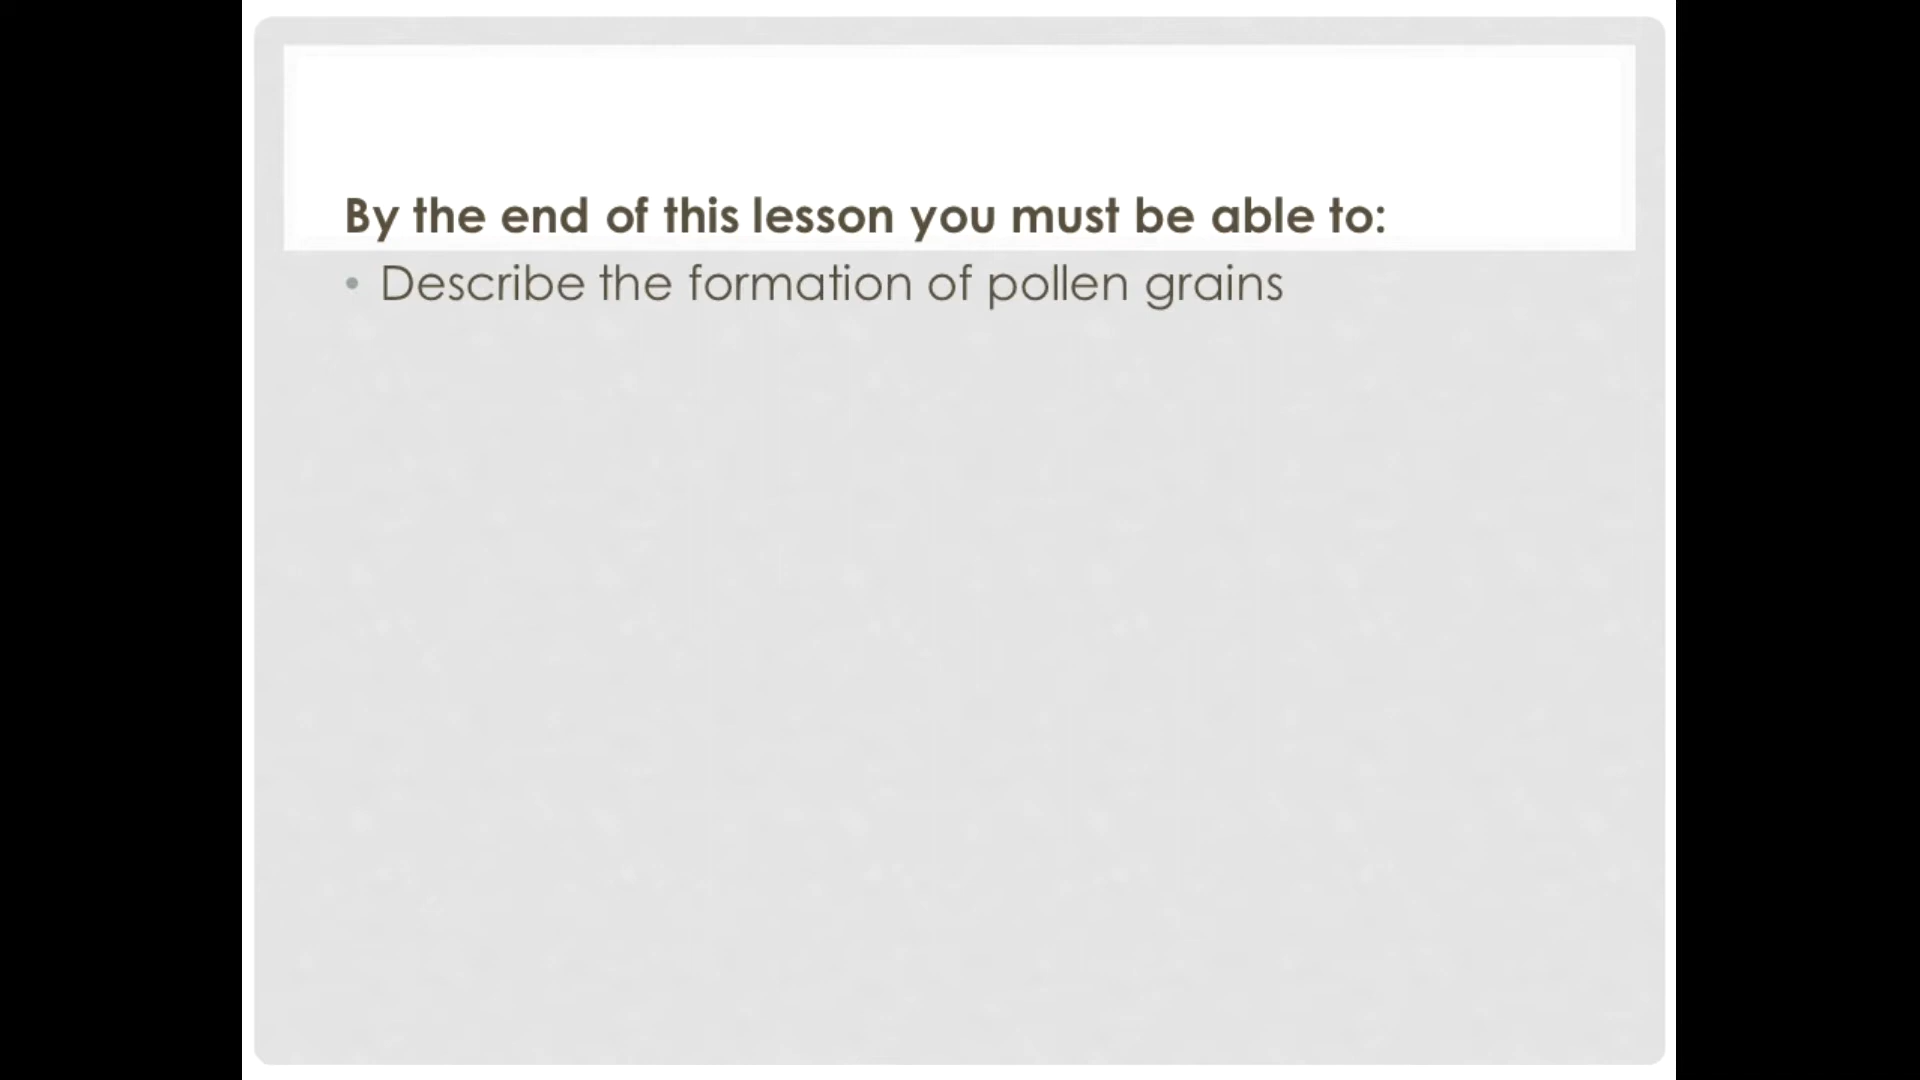 By the end of this lesson you must be able to:
• Describe the formation of pollen grains